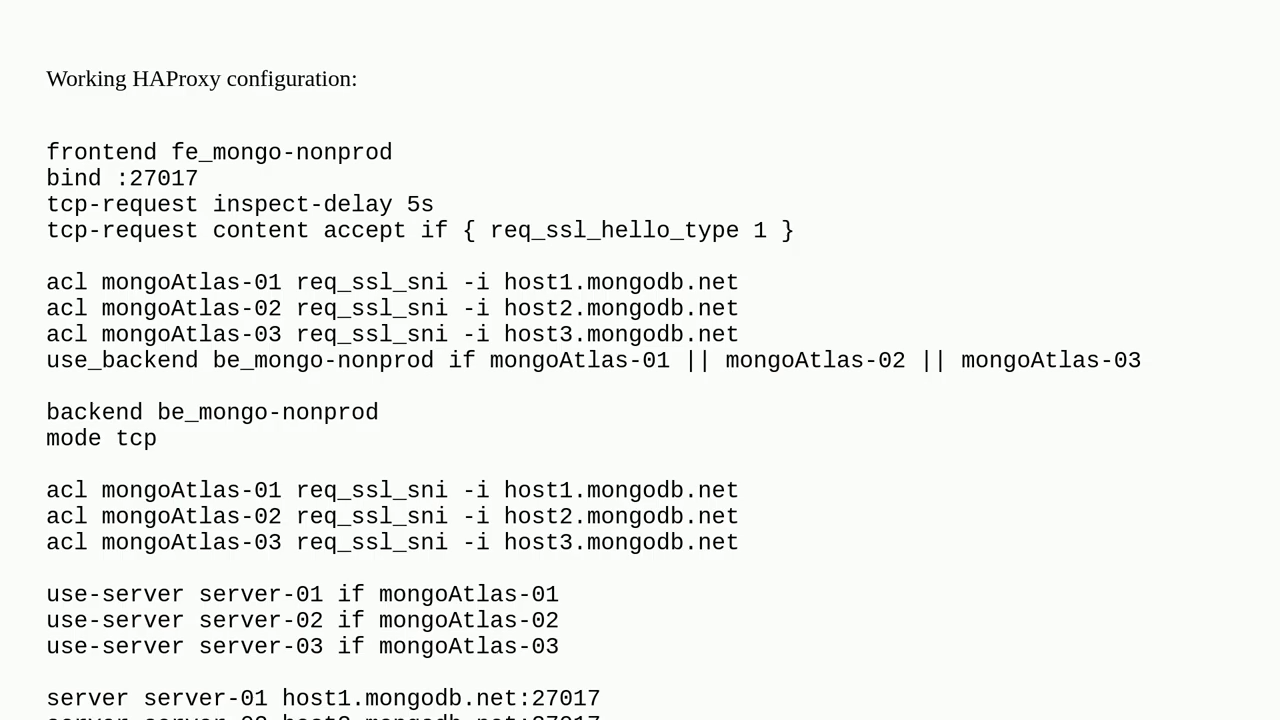 Working HAProxy configuration:
frontend fe_mongo-nonprod
bind :27017
tcp-request inspect-delay 5s
tcp-request content accept if { req_ssl_hello_type 1 }
acl mongoAtlas-01 req_ssl_sni -i host1.mongodb.net
acl mongoAtlas-02 req_ssl_sni -i host2.mongodb.net
acl mongoAtlas-03 req_ssl_sni -i host3.mongodb.net
use_backend be_mongo-nonprod if mongoAtlas-01 || mongoAtlas-02 || mongoAtlas-03
backend be_mongo-nonprod
mode tcp
acl mongoAtlas-01 req_ssl_sni -i host1.mongodb.net
acl mongoAtlas-02 req_ssl_sni -i host2.mongodb.net
acl mongoAtlas-03 req_ssl_sni -i host3.mongodb.net
use-server server-01 if mongoAtlas-01
use-server server-02 if mongoAtlas-02
use-server server-03 if mongoAtlas-03
server server-01 host1.mongodb.net:27017